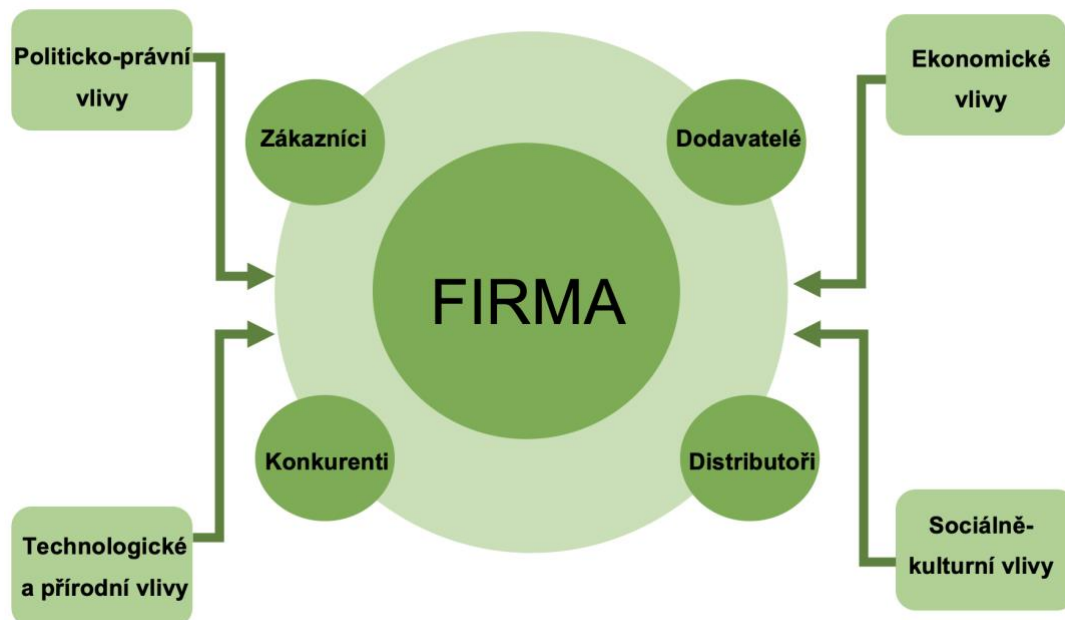 Politicko-právní
vlivy
Ekonomické
vlivy
Zákazníci
Dodavatelé
FIRMA
Konkurenti
Distributoři
Technologické
a přírodní vlivy
Sociálně-
kulturní vlivy